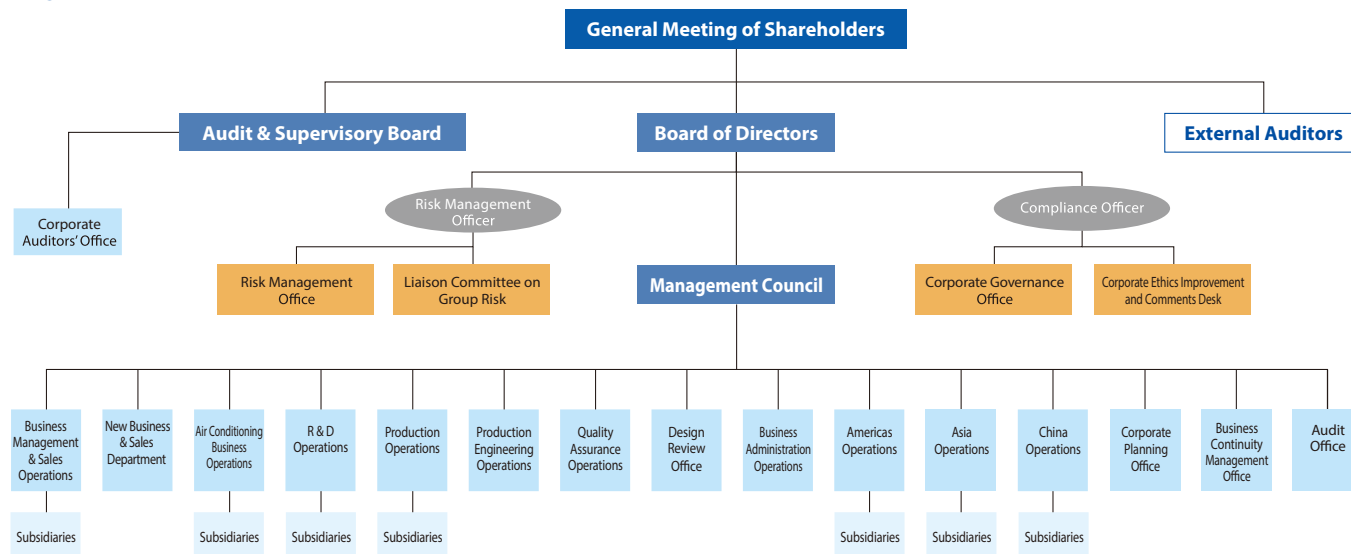 General Meeting of Shareholders
Audit & Supervisory Board
Board of Directors
External Auditors
Risk Management
Officer
Compliance Officer
Corporate
Auditors' Office
Risk Management
Office
Liaison Committee on
Group Risk
Management Council
Corporate Governance
Office
Corporate Ethics Improvement
and Comments Desk
Business
Management
& Sales
Operations
New Business
& Sales
Department
Air Conditioning
Business
Operations
R & D
Operations
Production
Operations
Production
Engineering
Operations
Quality
Assurance
Operations
Design
Review
Office
Business
Administration
Operations
Americas
Operations
Asia
Operations
China
Operations
Corporate
Planning
Office
Business
Continuity
Management
Office
Audit
Office
Subsidiaries
Subsidiaries
Subsidiaries
Subsidiaries
Subsidiaries
Subsidiaries
Subsidiaries